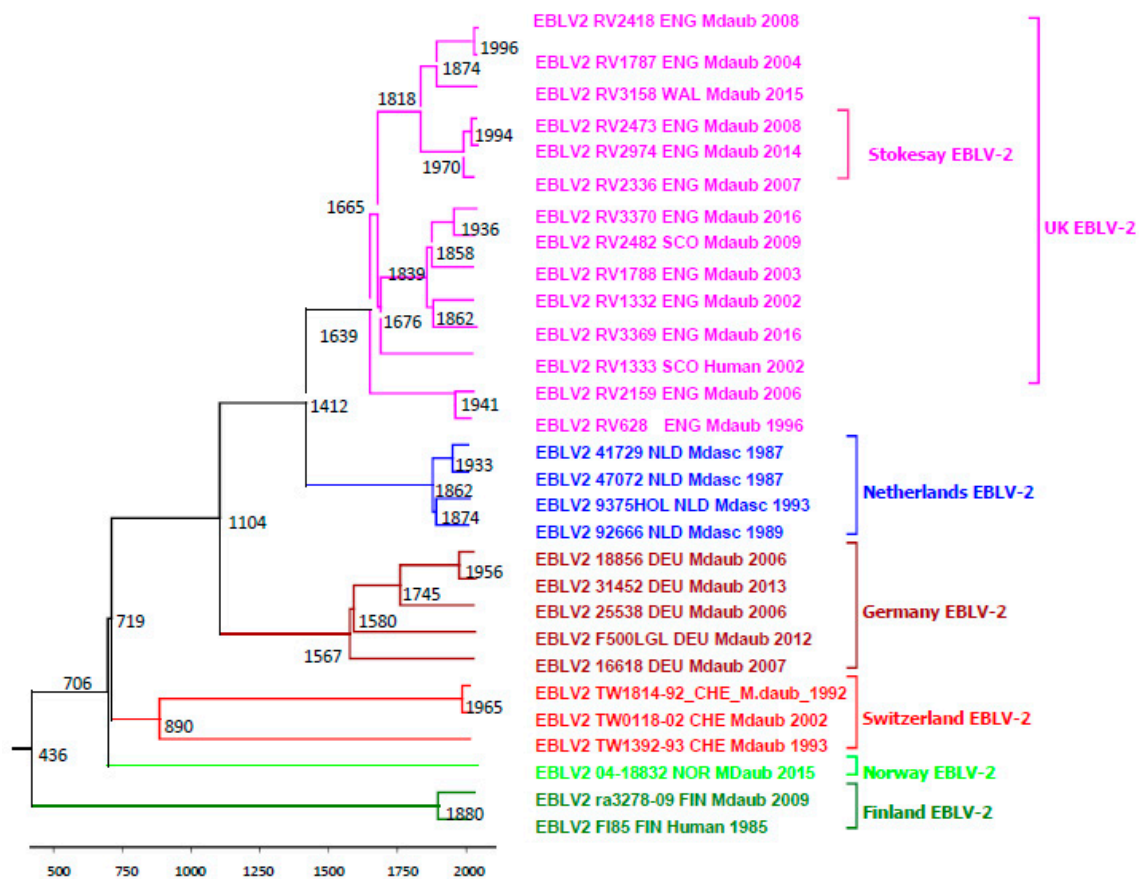 EBLV2 RV2418 ENG Mdaub 2008
1996
EBLV2 RV1787 ENG Mdaub 2004
1874
EBLV2 RV3158 WAL Mdaub 2015
1818
EBLV2 RV2473 ENG Mdaub 2008
1994
EBLV2 RV2974 ENG Mdaub 2014
Stokesay EBLV-2
1970
EBLV2 RV2336 ENG Mdaub 2007
1665
EBLV2 RV3370 ENG Mdaub 2016
1936
UK EBLV-2
EBLV2 RV2482 SCO Mdaub 2009
1858
1839
EBLV2 RV1788 ENG Mdaub 2003
EBLV2 RV1332 ENG Mdaub 2002
1862
1676
1639
EBLV2 RV3369 ENG Mdaub 2016
EBLV2 RV1333 SCO Human 2002
EBLV2 RV2159 ENG Mdaub 2006
1941
1412
EBLV2 RV628 ENG Mdaub 1996
EBLV2 41729 NLD Mdasc 1987
1933
EBLV2 47072 NLD Mdasc 1987
1862
Netherlands EBLV-2
EBLV2 9375HOL NLD Mdasc 1993
1874
1104
EBLV2 92666 NLD Mdasc 1989
EBLV2 18856 DEU Mdaub 2006
1956
EBLV2 31452 DEU Mdaub 2013
1745
EBLV2 25538 DEU Mdaub 2006
Germany EBLV-2
719
1580
EBLV2 F500LGL DEU Mdaub 2012
1567
EBLV2 16618 DEU Mdaub 2007
706
EBLV2 TW1814-92_CHE_M.daub_1992
1965
EBLV2 TW0118-02 CHE Mdaub 2002
Switzerland EBLV-2
890
EBLV2 TW1392-93 CHE Mdaub 1993
436
EBLV2 04-18832 NOR MDaub 2015
Norway EBLV-2
EBLV2 ra3278-09 FIN Mdaub 2009
1880
Finland EBLV-2
EBLV2 FI85 FIN Human 1985
500 750 1000 1250 1500 1750 2000